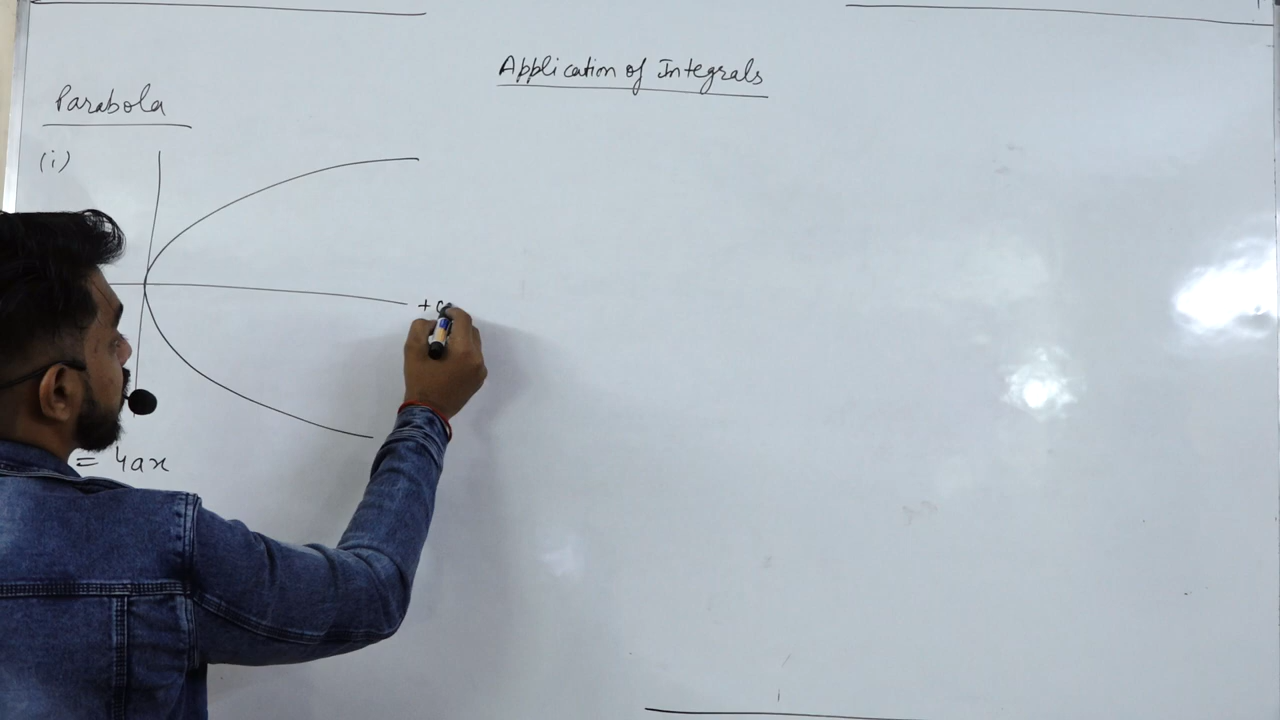 Application of Integrals
Parabola
(i)
= 4ax